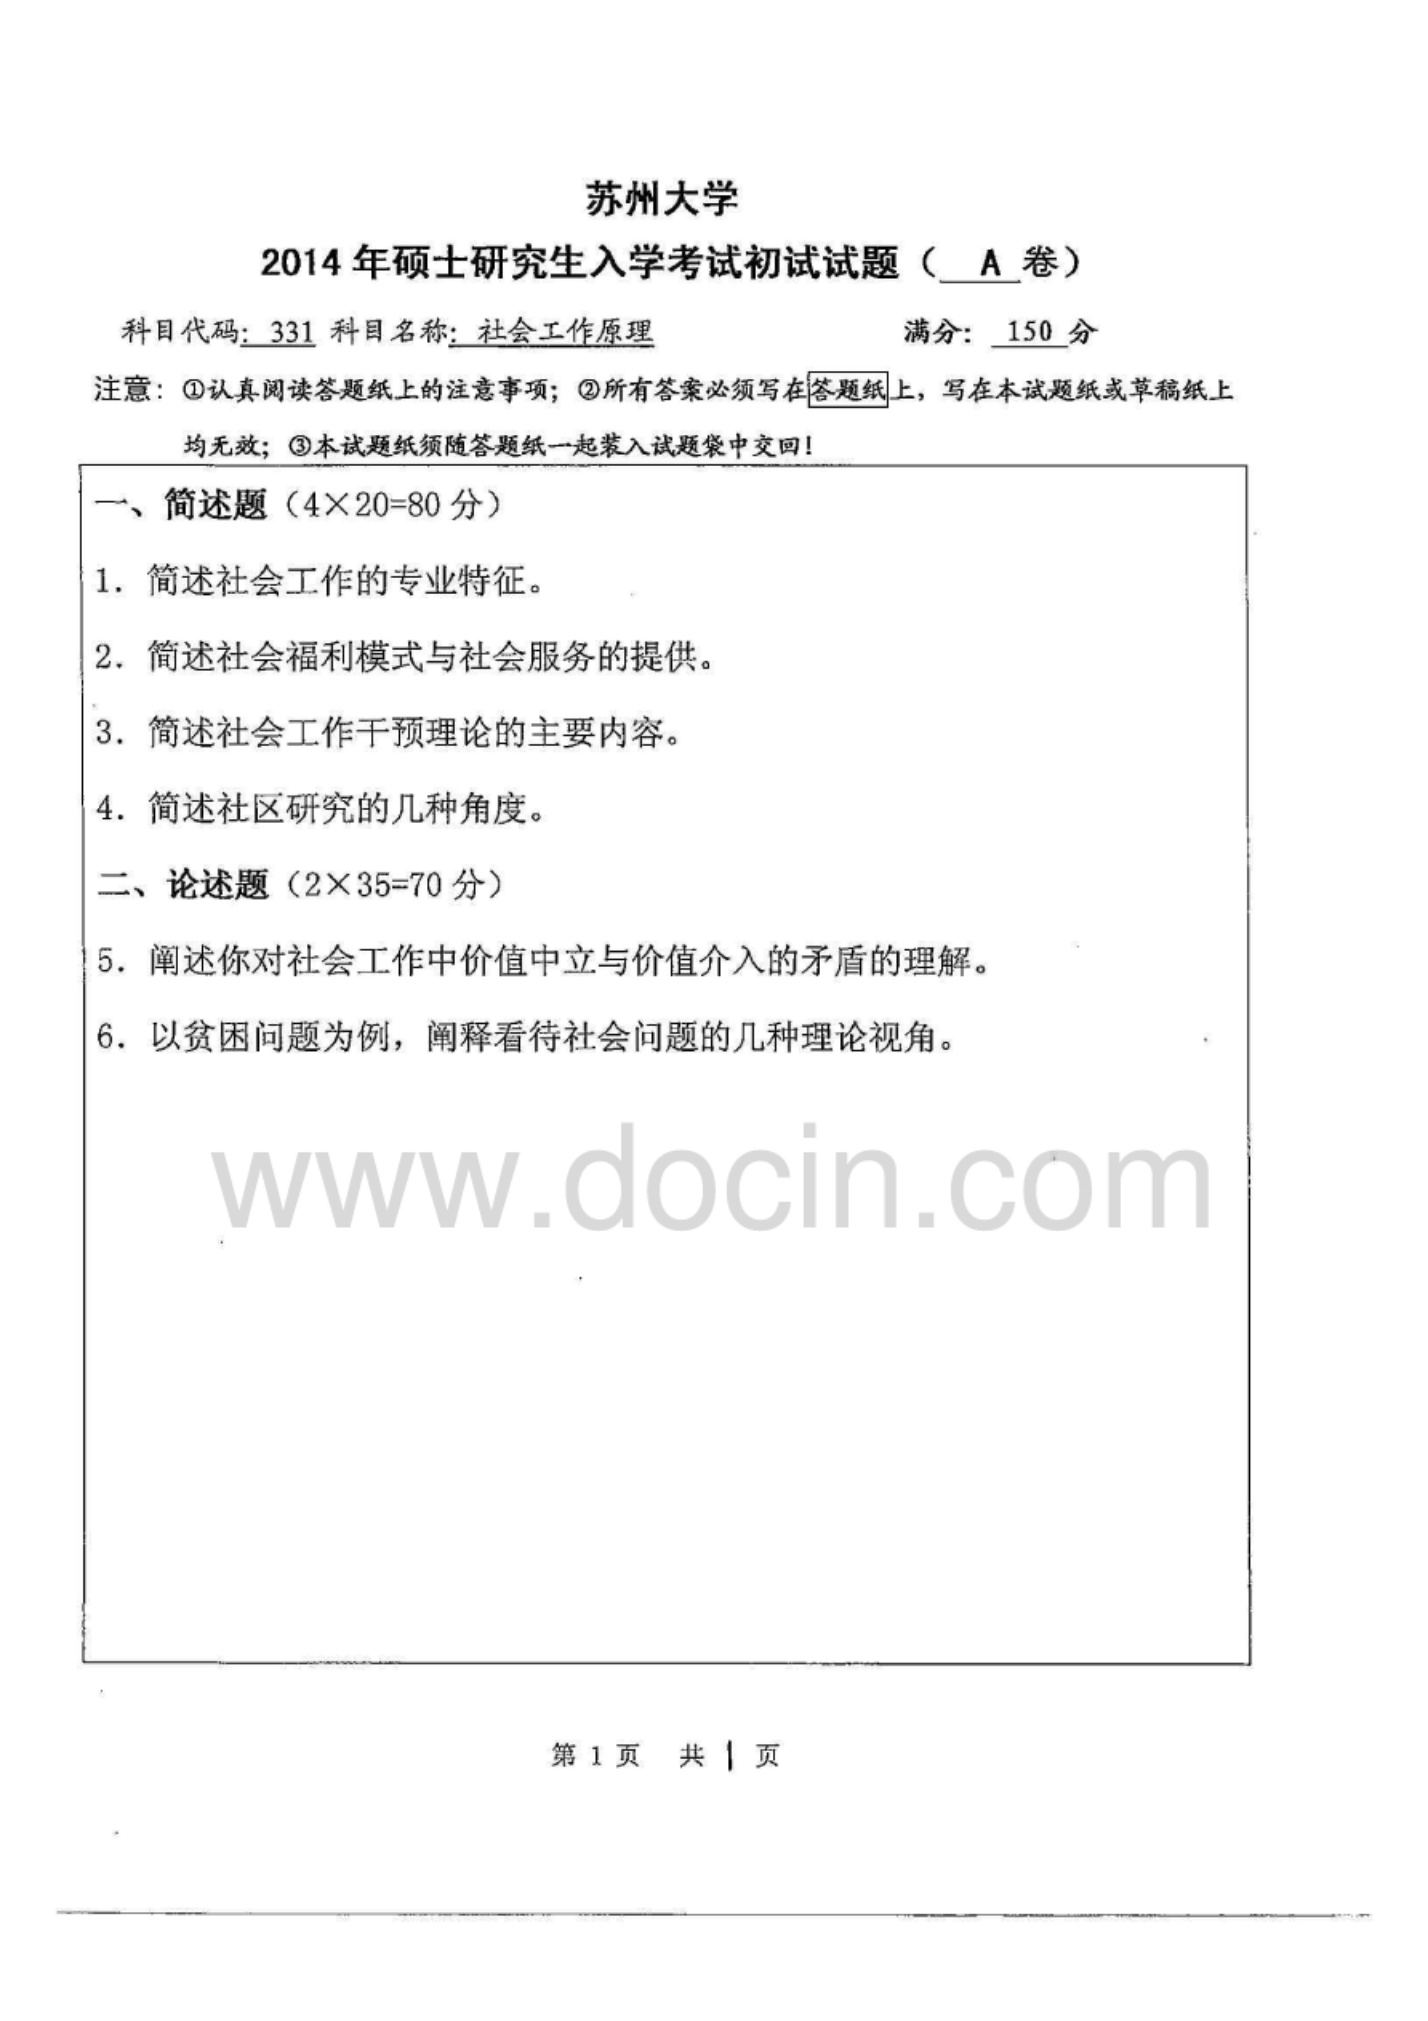 苏州大学
2014 年硕士研究生入学考试初试试题（ A 卷）
科目代码: 331 科目名称: 社会工作原理 满分: 150 分
注意: ①认真阅读答题纸上的注意事项; ②所有答案必须写在答题纸上，写在本试题纸或草稿纸上
均无效; ③本试题纸须随答题纸一起装入试题袋中交回!
一、简述题（4×20=80 分）
1. 简述社会工作的专业特征。
2. 简述社会福利模式与社会服务的提供。
3. 简述社会工作干预理论的主要内容。
4. 简述社区研究的几种角度。
二、论述题（2×35=70 分）
5. 阐述你对社会工作中价值中立与价值介入的矛盾的理解。
6. 以贫困问题为例，阐释看待社会问题的几种理论视角。
www.docin.com
第 1 页 共 1 页